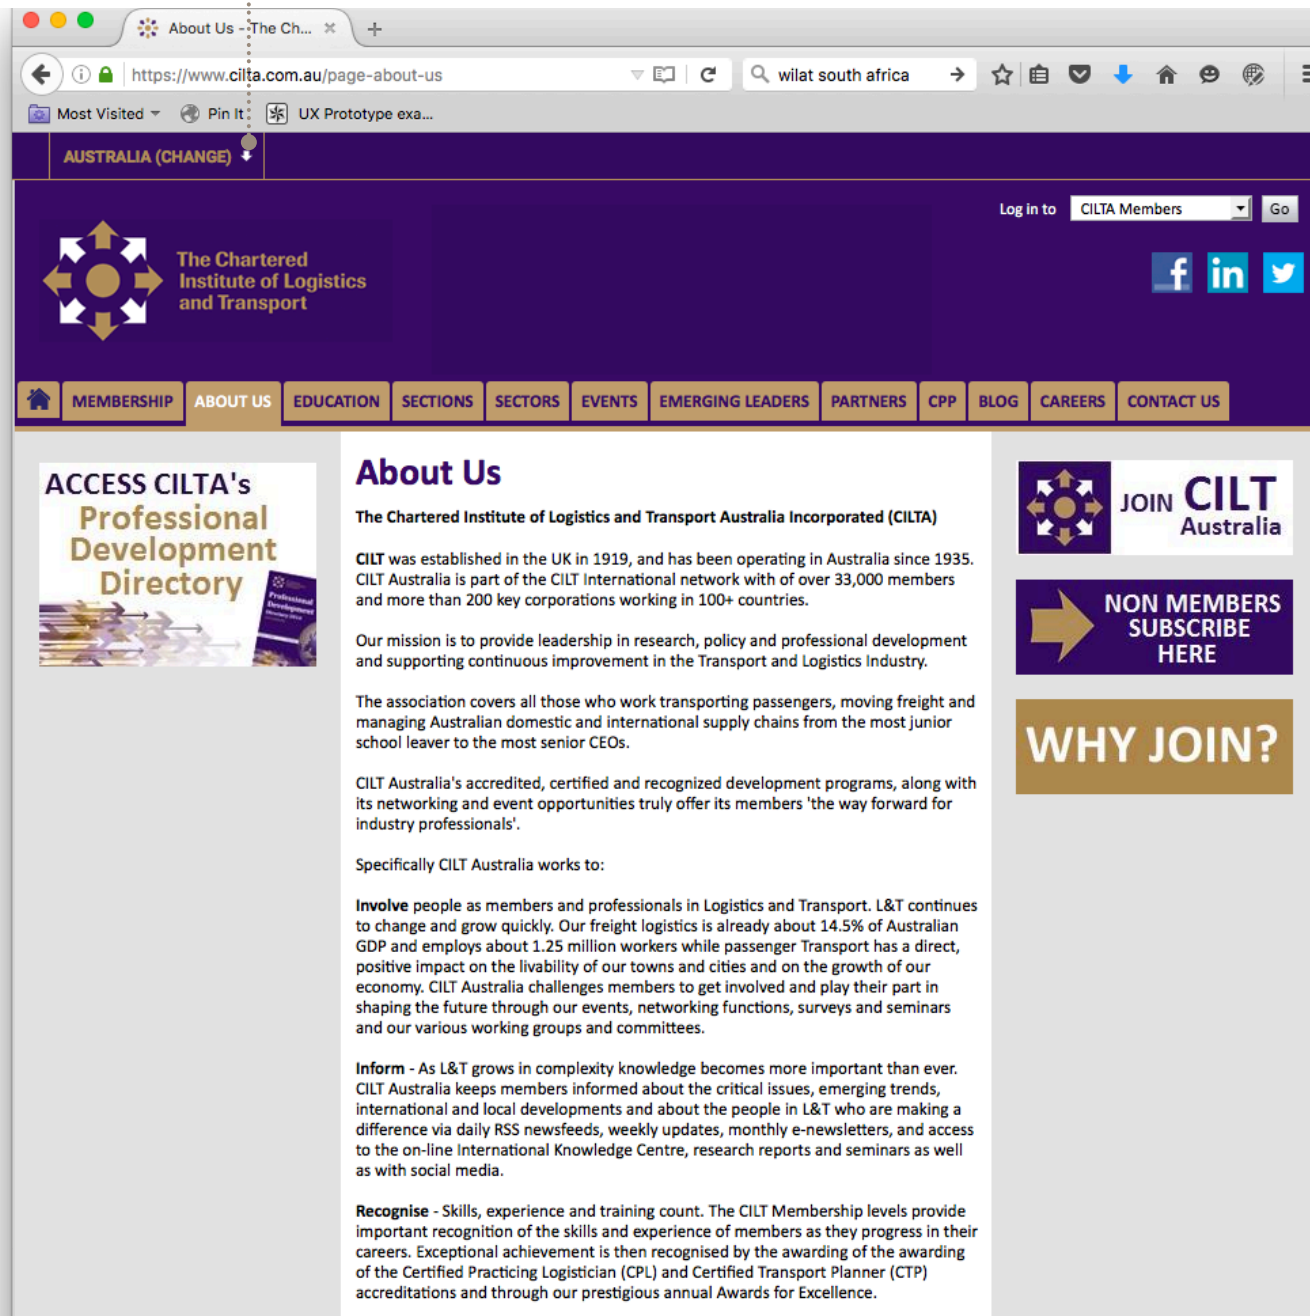 About Us - The Ch...
https://www.cilta.com.au/page-about-us
wilat south africa
Most Visited
Pin It
UX Prototype exa...
AUSTRALIA (CHANGE)
Log in to
CILTA Members
Go
The Chartered
Institute of Logistics
and Transport
f
in
MEMBERSHIP
ABOUT US
EDUCATION
SECTIONS
SECTORS
EVENTS
EMERGING LEADERS
PARTNERS
CPP
BLOG
CAREERS
CONTACT US
ACCESS CILTA's
Professional
Development
Directory
Professional
Development
About Us
The Chartered Institute of Logistics and Transport Australia Incorporated (CILTA)
CILT was established in the UK in 1919, and has been operating in Australia since 1935.
CILT Australia is part of the CILT International network with of over 33,000 members
and more than 200 key corporations working in 100+ countries.
Our mission is to provide leadership in research, policy and professional development
and supporting continuous improvement in the Transport and Logistics Industry.
The association covers all those who work transporting passengers, moving freight and
managing Australian domestic and international supply chains from the most junior
school leaver to the most senior CEOs.
CILT Australia's accredited, certified and recognized development programs, along with
its networking and event opportunities truly offer its members 'the way forward for
industry professionals'.
Specifically CILT Australia works to:
Involve people as members and professionals in Logistics and Transport. L&T continues
to change and grow quickly. Our freight logistics is already about 14.5% of Australian
GDP and employs about 1.25 million workers while passenger Transport has a direct,
positive impact on the livability of our towns and cities and on the growth of our
economy. CILT Australia challenges members to get involved and play their part in
shaping the future through our events, networking functions, surveys and seminars
and our various working groups and committees.
Inform - As L&T grows in complexity knowledge becomes more important than ever.
CILT Australia keeps members informed about the critical issues, emerging trends,
international and local developments and about the people in L&T who are making a
difference via daily RSS newsfeeds, weekly updates, monthly e-newsletters, and access
to the on-line International Knowledge Centre, research reports and seminars as well
as with social media.
Recognise - Skills, experience and training count. The CILT Membership levels provide
important recognition of the skills and experience of members as they progress in their
careers. Exceptional achievement is then recognised by the awarding of the awarding
of the Certified Practicing Logistician (CPL) and Certified Transport Planner (CTP)
accreditations and through our prestigious annual Awards for Excellence.
JOIN CILT
Australia
NON MEMBERS
SUBSCRIBE
HERE
WHY JOIN?